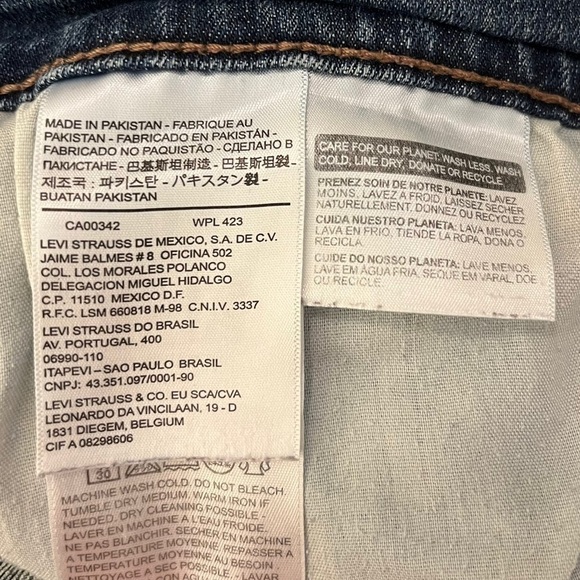 MADE IN PAKISTAN - FABRIQUE AU
PAKISTAN - FABRICADO EN PAKISTÁN -
FABRICADO NO PAQUISTÃO - СДЕЛАНО В
ПАКИСТАНЕ - 巴基斯坦制造 - 巴基斯坦製 -
제조국 : 파키스탄 - パキスタン製 -
BUATAN PAKISTAN
CA00342 WPL 423
LEVI STRAUSS DE MEXICO, S.A. DE C.V.
JAIME BALMES # 8 OFICINA 502
COL. LOS MORALES POLANCO
DELEGACION MIGUEL HIDALGO
C.P. 11510 MEXICO D.F.
R.F.C. LSM 660818 M-98 C.N.I.V. 3337
LEVI STRAUSS DO BRASIL
AV. PORTUGAL, 400
06990-110
ITAPEVI – SAO PAULO BRASIL
CNPJ: 43.351.097/0001-90
LEVI STRAUSS & CO. EU SCA/CVA
LEONARDO DA VINCILAAN, 19 - D
1831 DIEGEM, BELGIUM
CIF A 08298606
30
MACHINE WASH COLD. DO NOT BLEACH.
TUMBLE DRY MEDIUM. WARM IRON IF
NEEDED. DRY CLEANING POSSIBLE -
LAVER EN MACHINE A L'EAU FROIDE.
NE PAS BLANCHIR. SECHER EN MACHINE
A TEMPERATURE MOYENNE. REPASSER A
TEMPERATURE MOYENNE AU BESOIN.
NETTOYAGE A SEC POSSIBLE - LAVAR
CARE FOR OUR PLANET: WASH LESS, WASH
COLD, LINE DRY, DONATE OR RECYCLE
PRENEZ SOIN DE NOTRE PLANETE: LAVEZ
MOINS, LAVEZ A FROID, LAISSEZ SECHER
NATURELLEMENT, DONNEZ OU RECYCLEZ
CUIDA NUESTRO PLANETA: LAVA MENOS,
LAVA EN FRIO, TIENDE LA ROPA, DONA O
RECICLA.
CUIDE DO NOSSO PLANETA: LAVE MENOS,
LAVE EM ÁGUA FRIA, SEQUE EM VARAL, DOE
OU RECICLE.